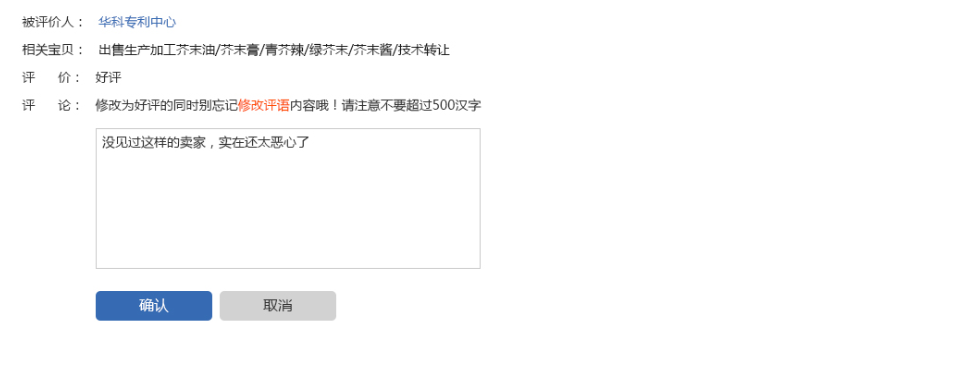 被评价人： 华科专利中心
相关宝贝： 出售生产加工芥末油/芥末膏/青芥辣/绿芥末/芥末酱/技术转让
评 价： 好评
评 论： 修改为好评的同时别忘记修改评语内容哦！请注意不要超过500汉字
没见过这样的卖家，实在还太恶心了
确认 取消